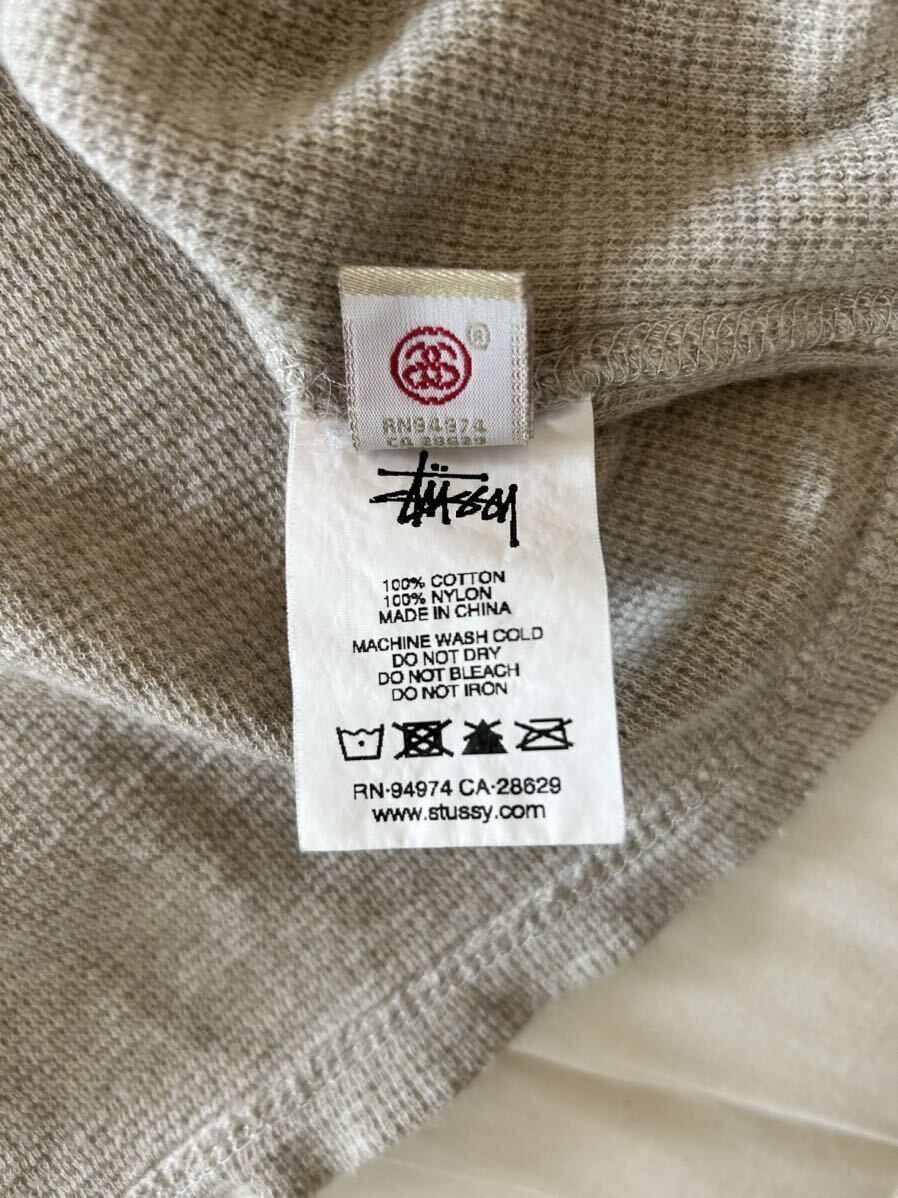 ®
RN94974
CA 28629
STÜSSY
100% COTTON
100% NYLON
MADE IN CHINA
MACHINE WASH COLD
DO NOT DRY
DO NOT BLEACH
DO NOT IRON
RN-94974 CA-28629
www.stussy.com